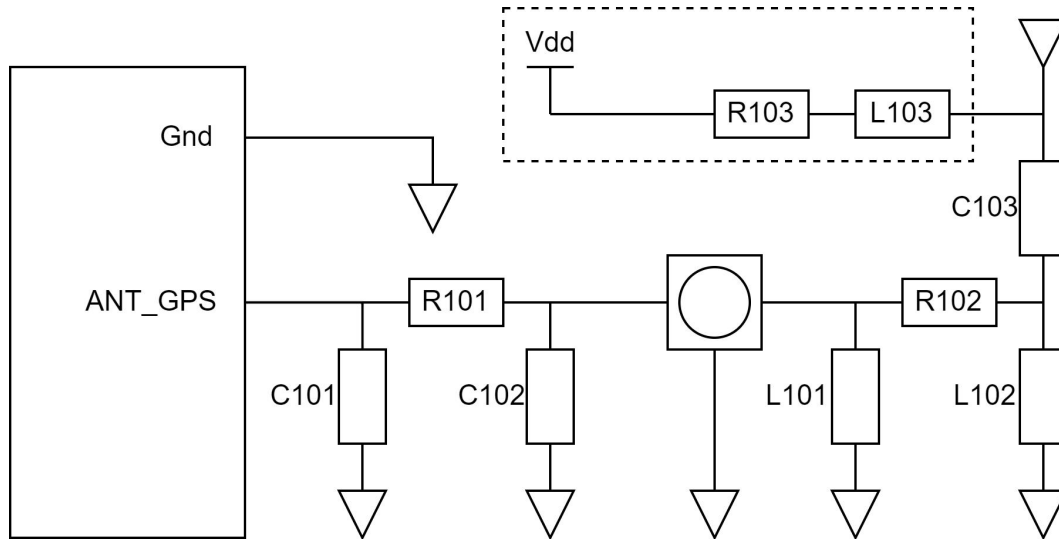 Vdd
R103
L103
Gnd
C103
ANT_GPS
R101
R102
C101
C102
L101
L102